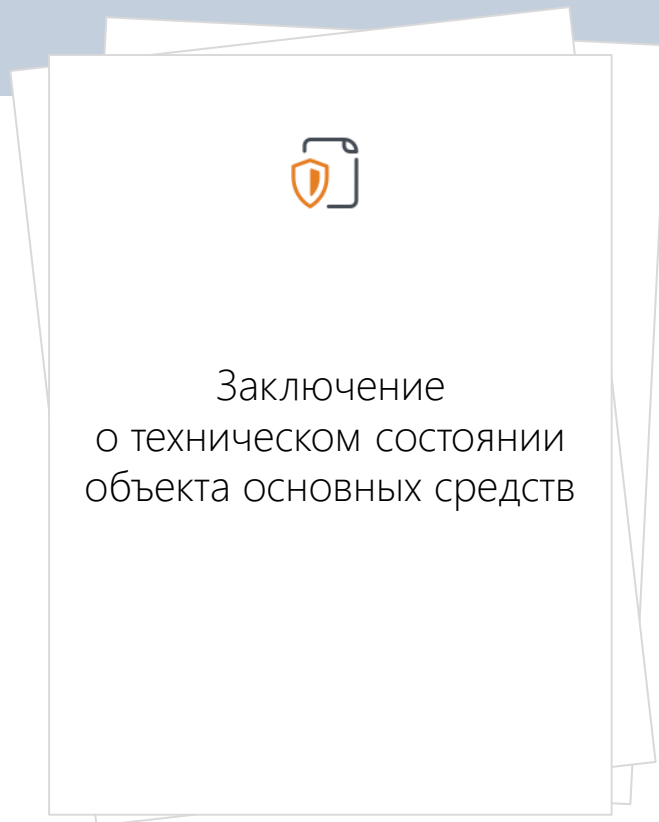 Заключение
о техническом состоянии
объекта основных средств